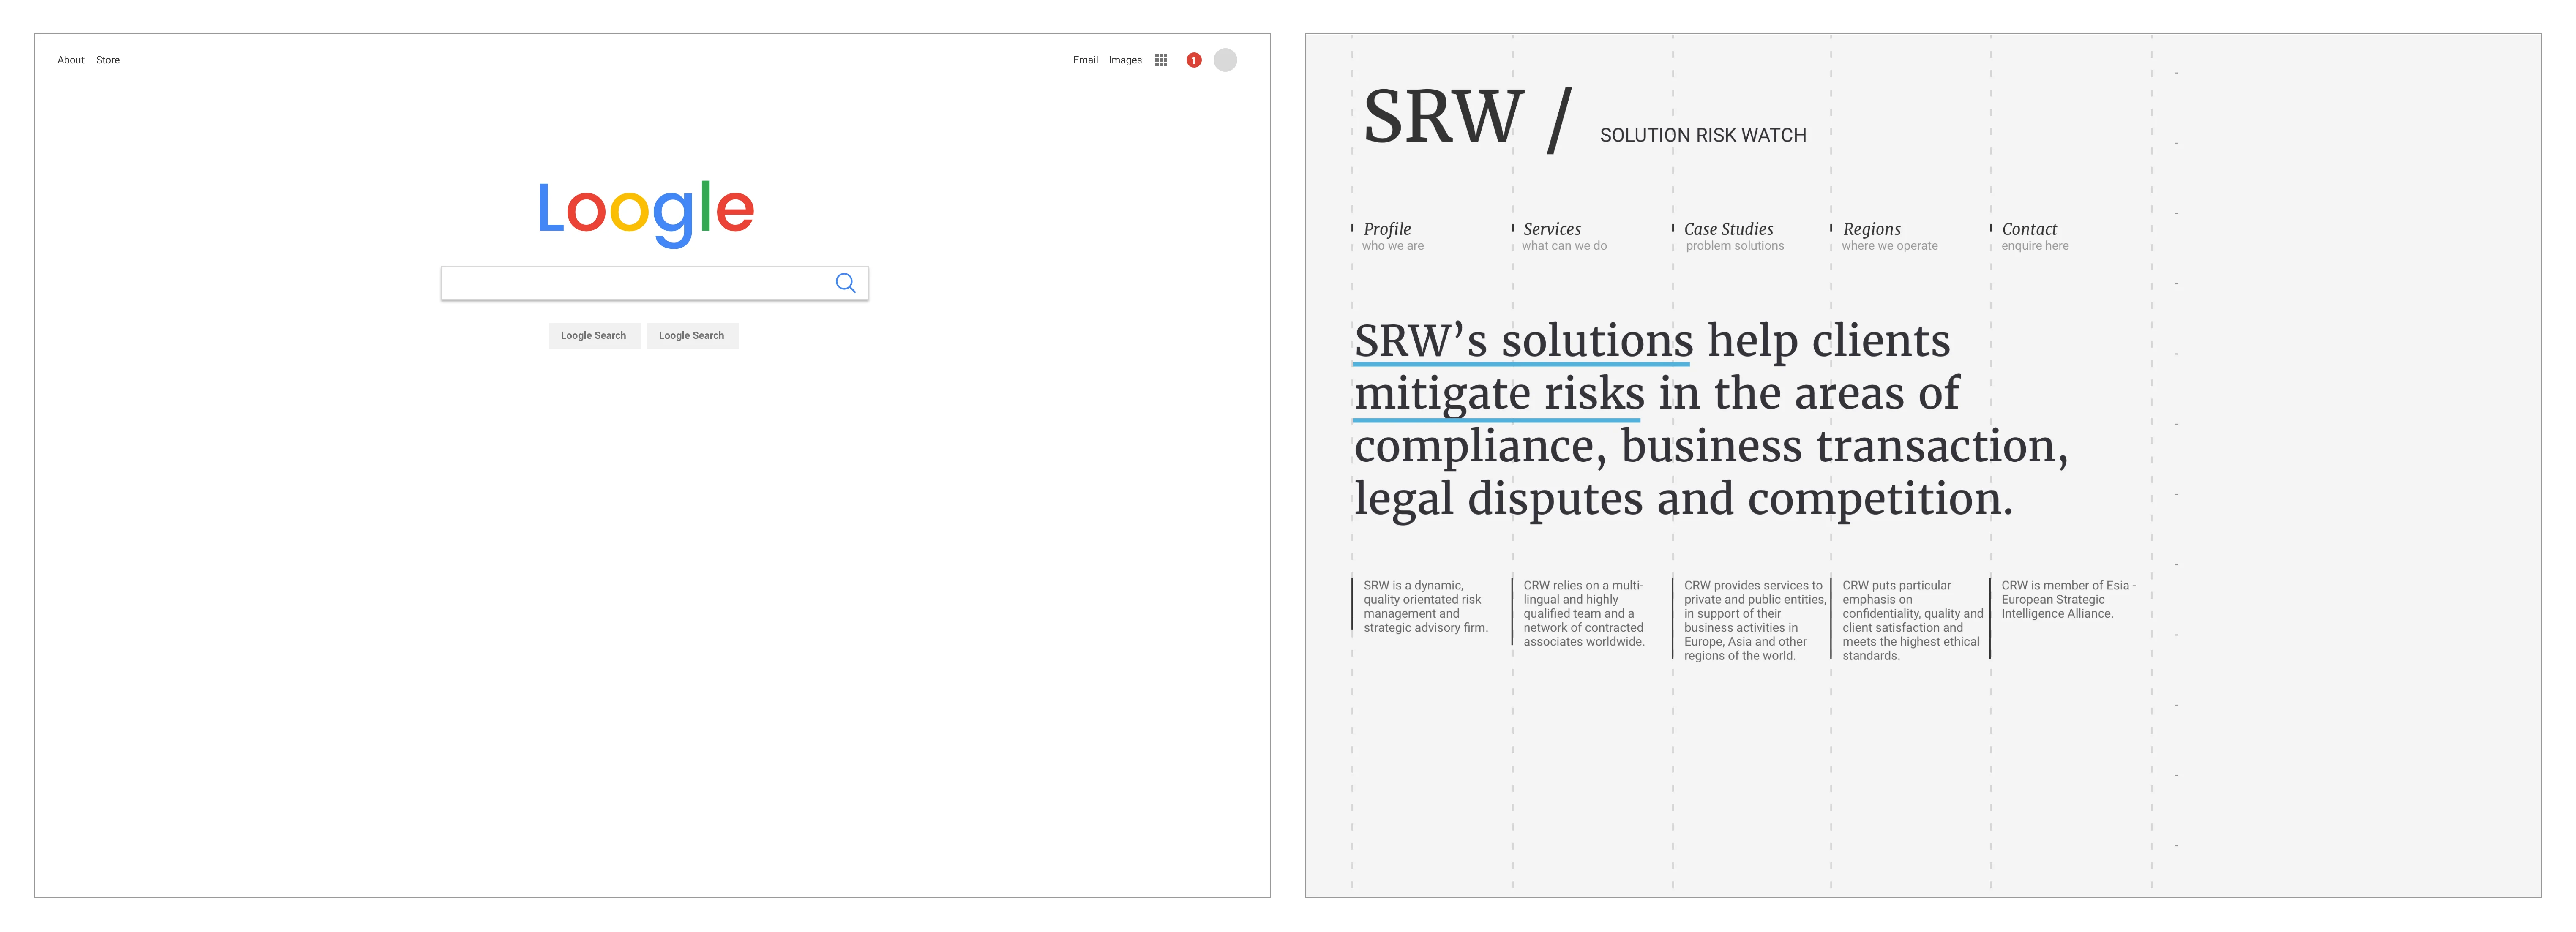 About Store
Email Images
1
Loogle
Loogle Search Loogle Search
SRW / SOLUTION RISK WATCH
Profile
who we are
Services
what can we do
Case Studies
problem solutions
Regions
where we operate
Contact
enquire here
SRW’s solutions help clients
mitigate risks in the areas of
compliance, business transaction,
legal disputes and competition.
SRW is a dynamic,
quality orientated risk
management and
strategic advisory firm.
CRW relies on a multi-
lingual and highly
qualified team and a
network of contracted
associates worldwide.
CRW provides services to
private and public entities,
in support of their
business activities in
Europe, Asia and other
regions of the world.
CRW puts particular
emphasis on
confidentiality, quality and
client satisfaction and
meets the highest ethical
standards.
CRW is member of Esia -
European Strategic
Intelligence Alliance.